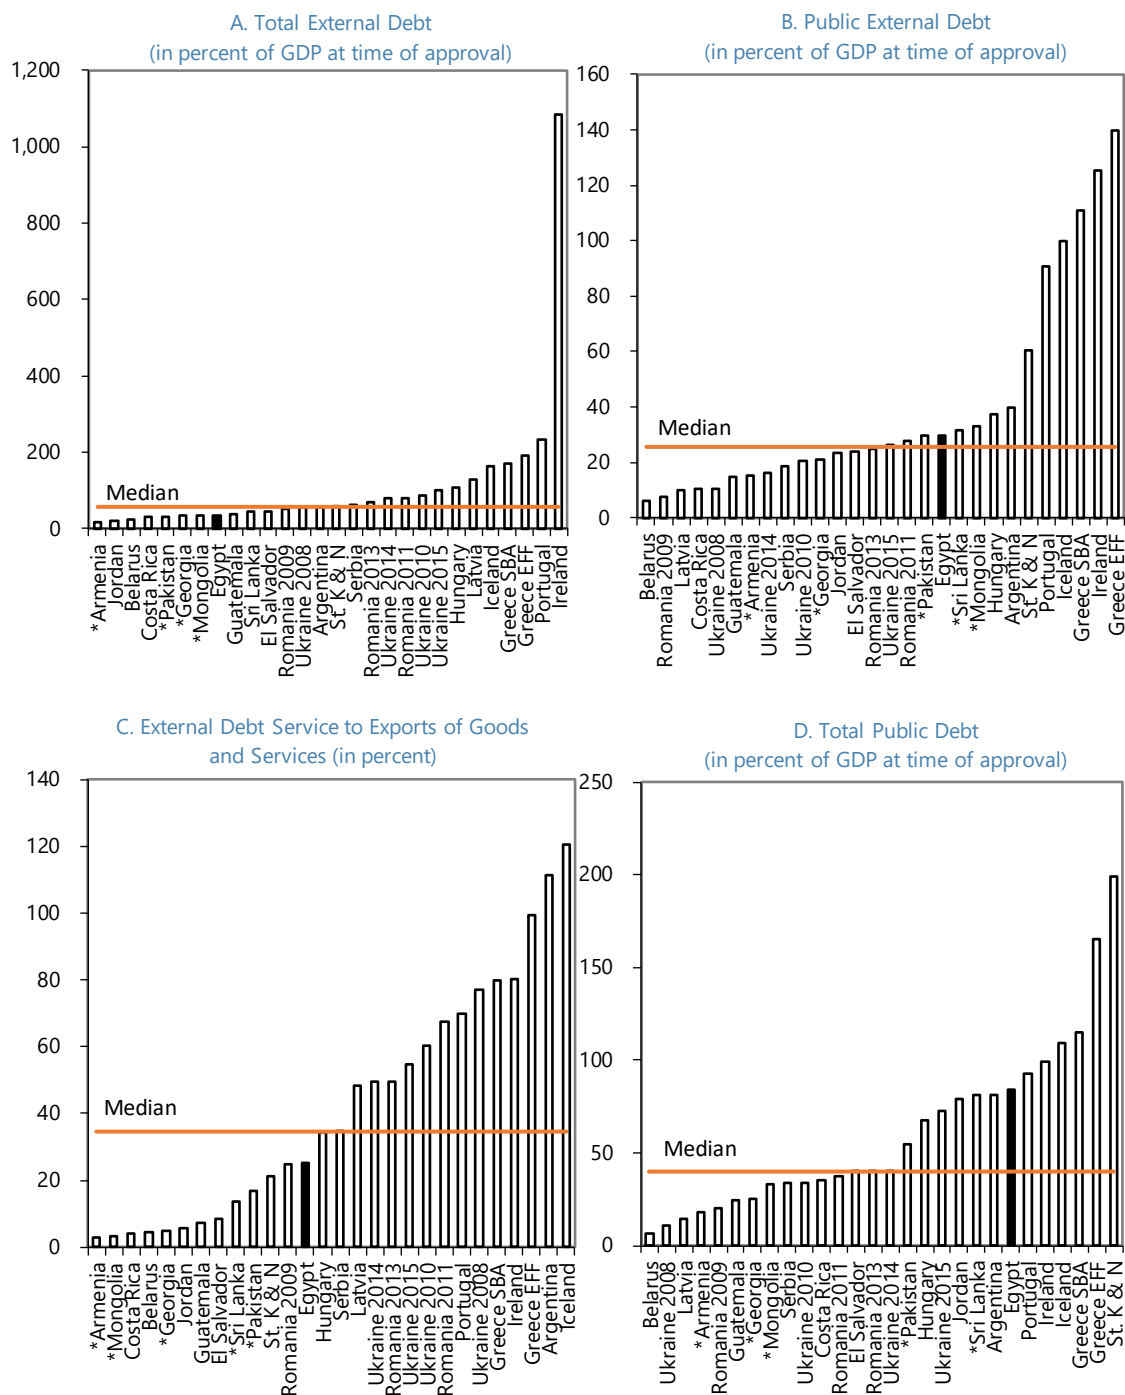 A. Total External Debt
(in percent of GDP at time of approval)
1,200
1,000
800
600
400
200
0
Median
*Armenia
Jordan
Belarus
Costa Rica
*Pakistan
*Georgia
*Mongolia
Egypt
Guatemala
Sri Lanka
El Salvador
Romania 2009
Ukraine 2008
Argentina
St. K & N
Serbia
Romania 2013
Ukraine 2014
Romania 2011
Ukraine 2010
Ukraine 2015
Hungary
Latvia
Iceland
Greece SBA
Greece EFF
Portugal
Ireland
B. Public External Debt
(in percent of GDP at time of approval)
160
140
120
100
80
60
40
20
0
Median
Belarus
Romania 2009
Latvia
Costa Rica
Ukraine 2008
Guatemala
*Armenia
Ukraine 2014
Serbia
Ukraine 2010
*Georgia
Jordan
El Salvador
Romania 2013
Ukraine 2015
Romania 2011
*Pakistan
Egypt
*Sri Lanka
*Mongolia
Hungary
Argentina
St. K & N
Portugal
Iceland
Greece SBA
Ireland
Greece EFF
C. External Debt Service to Exports of Goods
and Services (in percent)
140
120
100
80
60
40
20
0
Median
*Armenia
*Mongolia
Costa Rica
Belarus
*Georgia
Jordan
Guatemala
El Salvador
*Sri Lanka
*Pakistan
St. K & N
Romania 2009
Egypt
Hungary
Serbia
Latvia
Ukraine 2014
Romania 2013
Ukraine 2015
Ukraine 2010
Romania 2011
Portugal
Ukraine 2008
Greece SBA
Ireland
Greece EFF
Argentina
Iceland
D. Total Public Debt
(in percent of GDP at time of approval)
250
200
150
100
50
0
Median
Belarus
Ukraine 2008
Latvia
*Armenia
Romania 2009
Guatemala
*Georgia
*Mongolia
Serbia
Ukraine 2010
Costa Rica
Romania 2011
El Salvador
Romania 2013
Ukraine 2014
*Pakistan
Hungary
Ukraine 2015
Jordan
*Sri Lanka
Argentina
Egypt
Portugal
Ireland
Iceland
Greece SBA
Greece EFF
St. K & N